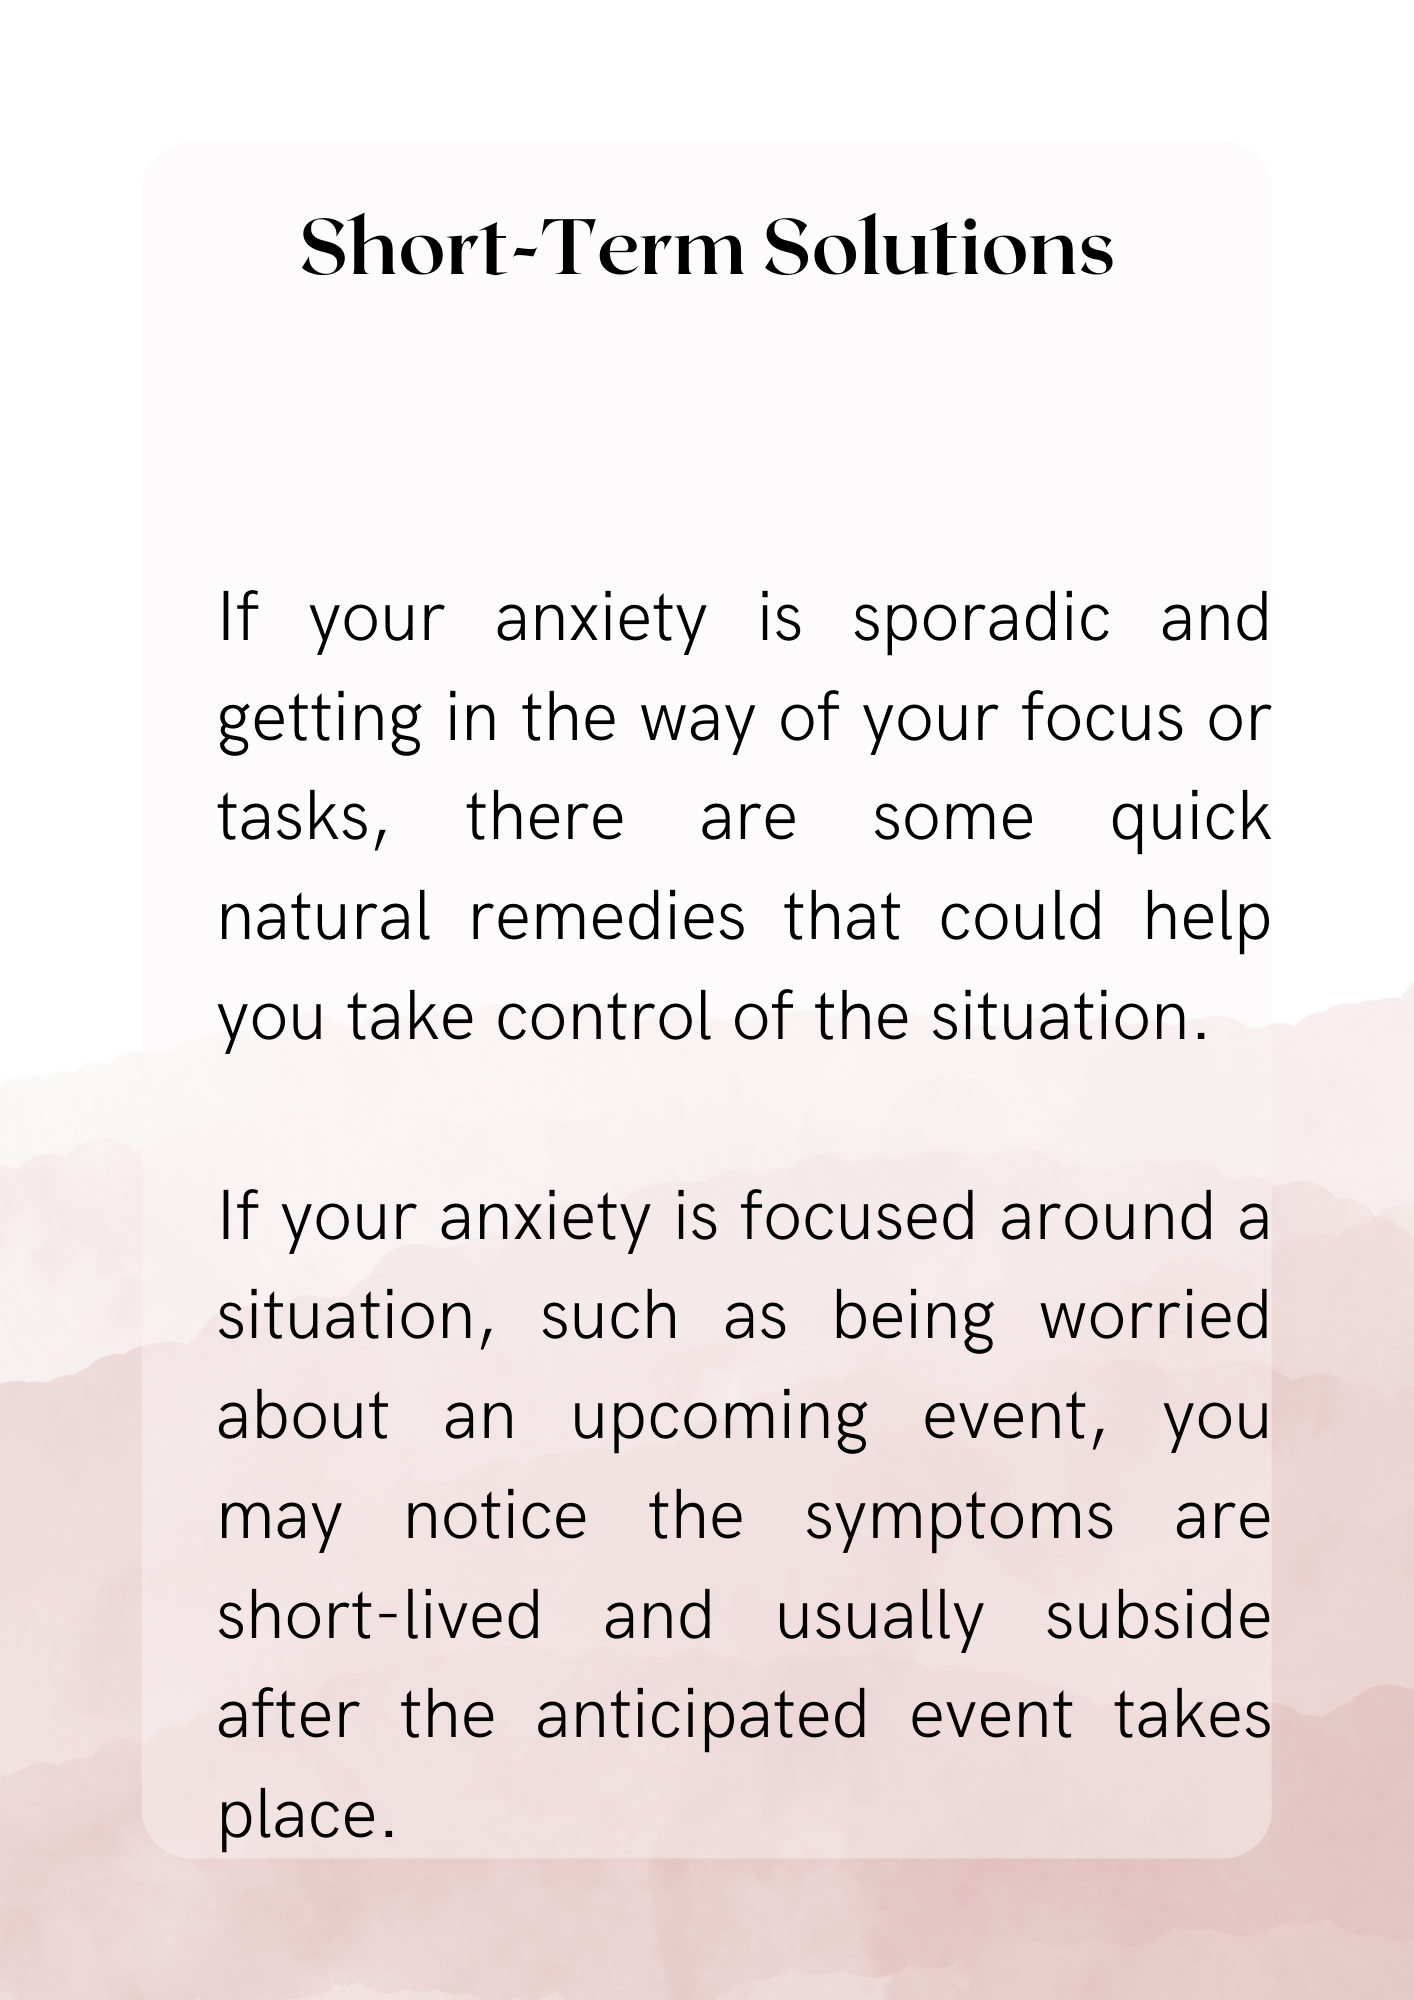 Short-Term Solutions
If your anxiety is sporadic and
getting in the way of your focus or
tasks, there are some quick
natural remedies that could help
you take control of the situation.
If your anxiety is focused around a
situation, such as being worried
about an upcoming event, you
may notice the symptoms are
short-lived and usually subside
after the anticipated event takes
place.